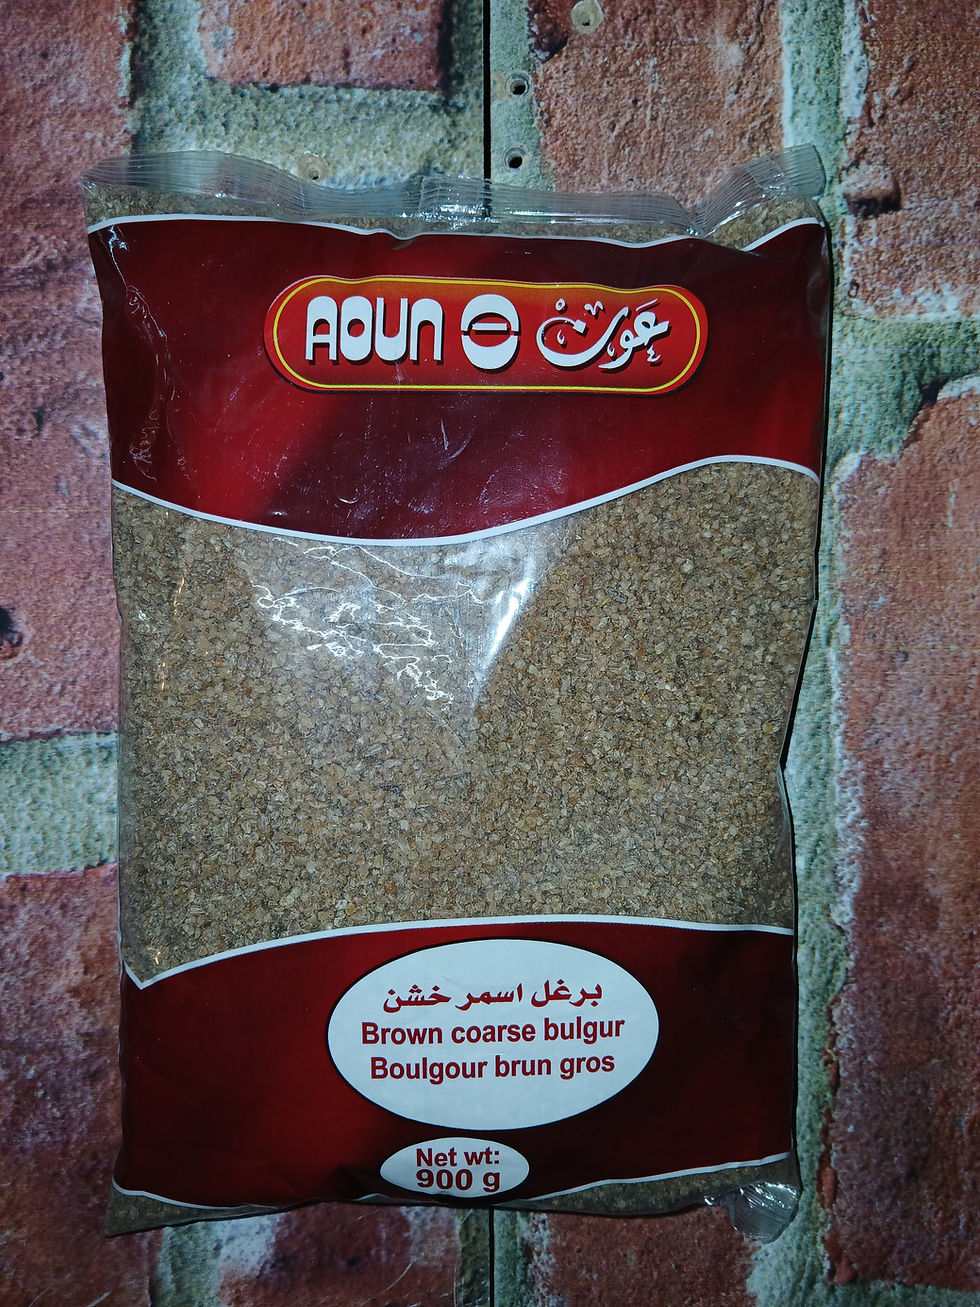 AOUN عون
برغل اسمر خشن
Brown coarse bulgur
Boulgour brun gros
Net wt:
900 g